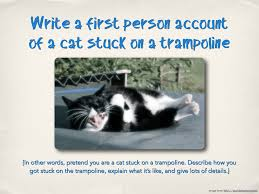 Write a first person account
of a cat stuck on a trampoline
(In other words, pretend you are a cat stuck on a trampoline. Describe how you
got stuck on the trampoline, explain what it's like, and give lots of details.)